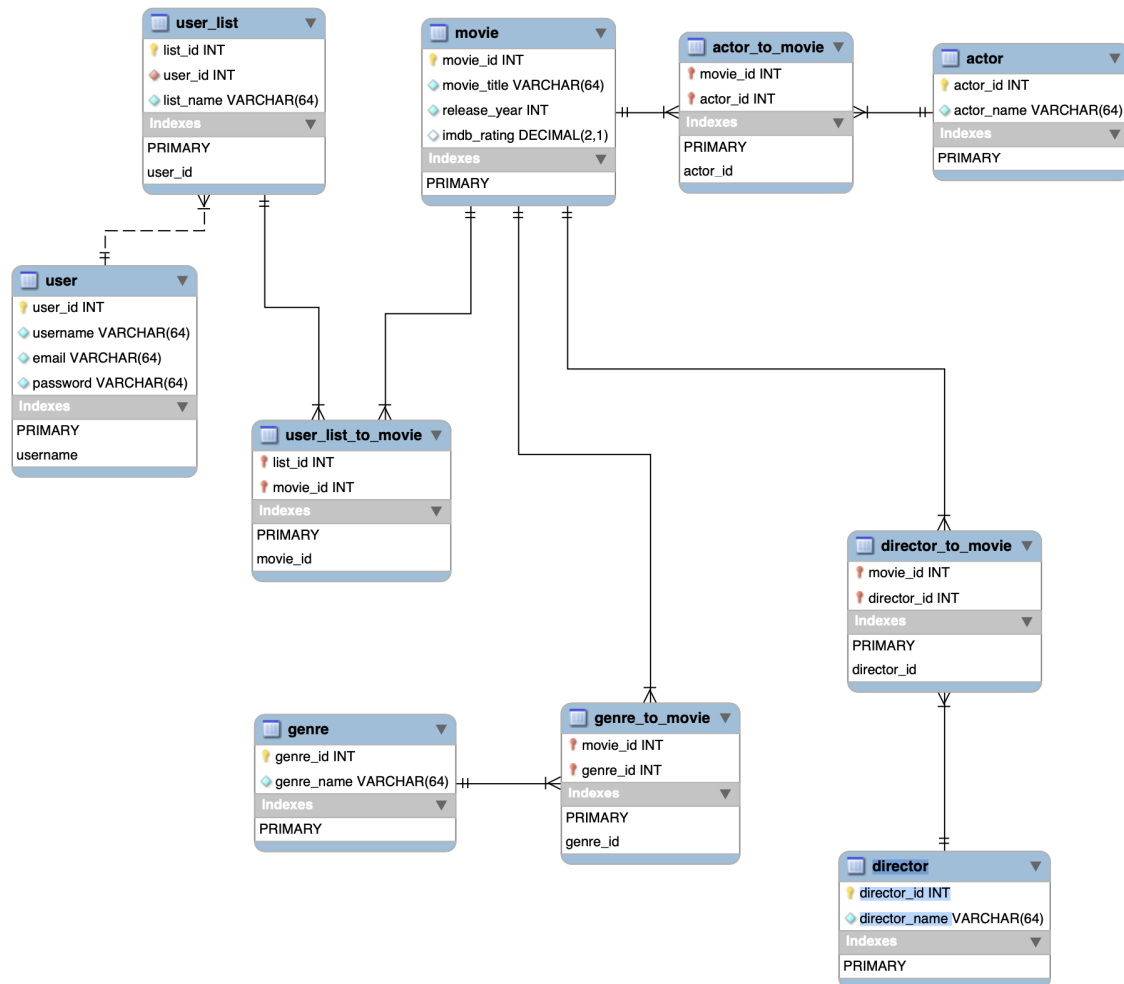 user_list
list_id INT
user_id INT
list_name VARCHAR(64)
Indexes
PRIMARY
user_id
movie
movie_id INT
movie_title VARCHAR(64)
release_year INT
imdb_rating DECIMAL(2,1)
Indexes
PRIMARY
actor_to_movie
movie_id INT
actor_id INT
Indexes
PRIMARY
actor_id
actor
actor_id INT
actor_name VARCHAR(64)
Indexes
PRIMARY
user
user_id INT
username VARCHAR(64)
email VARCHAR(64)
password VARCHAR(64)
Indexes
PRIMARY
username
user_list_to_movie
list_id INT
movie_id INT
Indexes
PRIMARY
movie_id
director_to_movie
movie_id INT
director_id INT
Indexes
PRIMARY
director_id
genre
genre_id INT
genre_name VARCHAR(64)
Indexes
PRIMARY
genre_to_movie
movie_id INT
genre_id INT
Indexes
PRIMARY
genre_id
director
director_id INT
director_name VARCHAR(64)
Indexes
PRIMARY